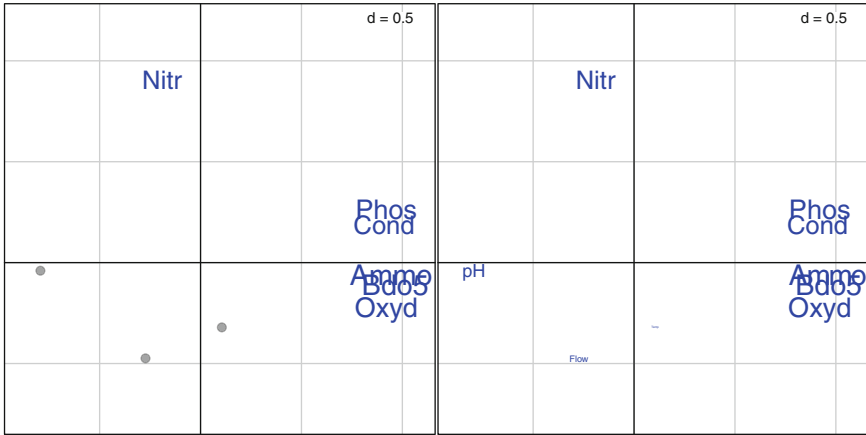 d = 0.5
Nitr
Phos
Cond
Ammo
Bdo5
Oxyd
d = 0.5
Nitr
Phos
Cond
pH
Ammo
Bdo5
Oxyd
Flow